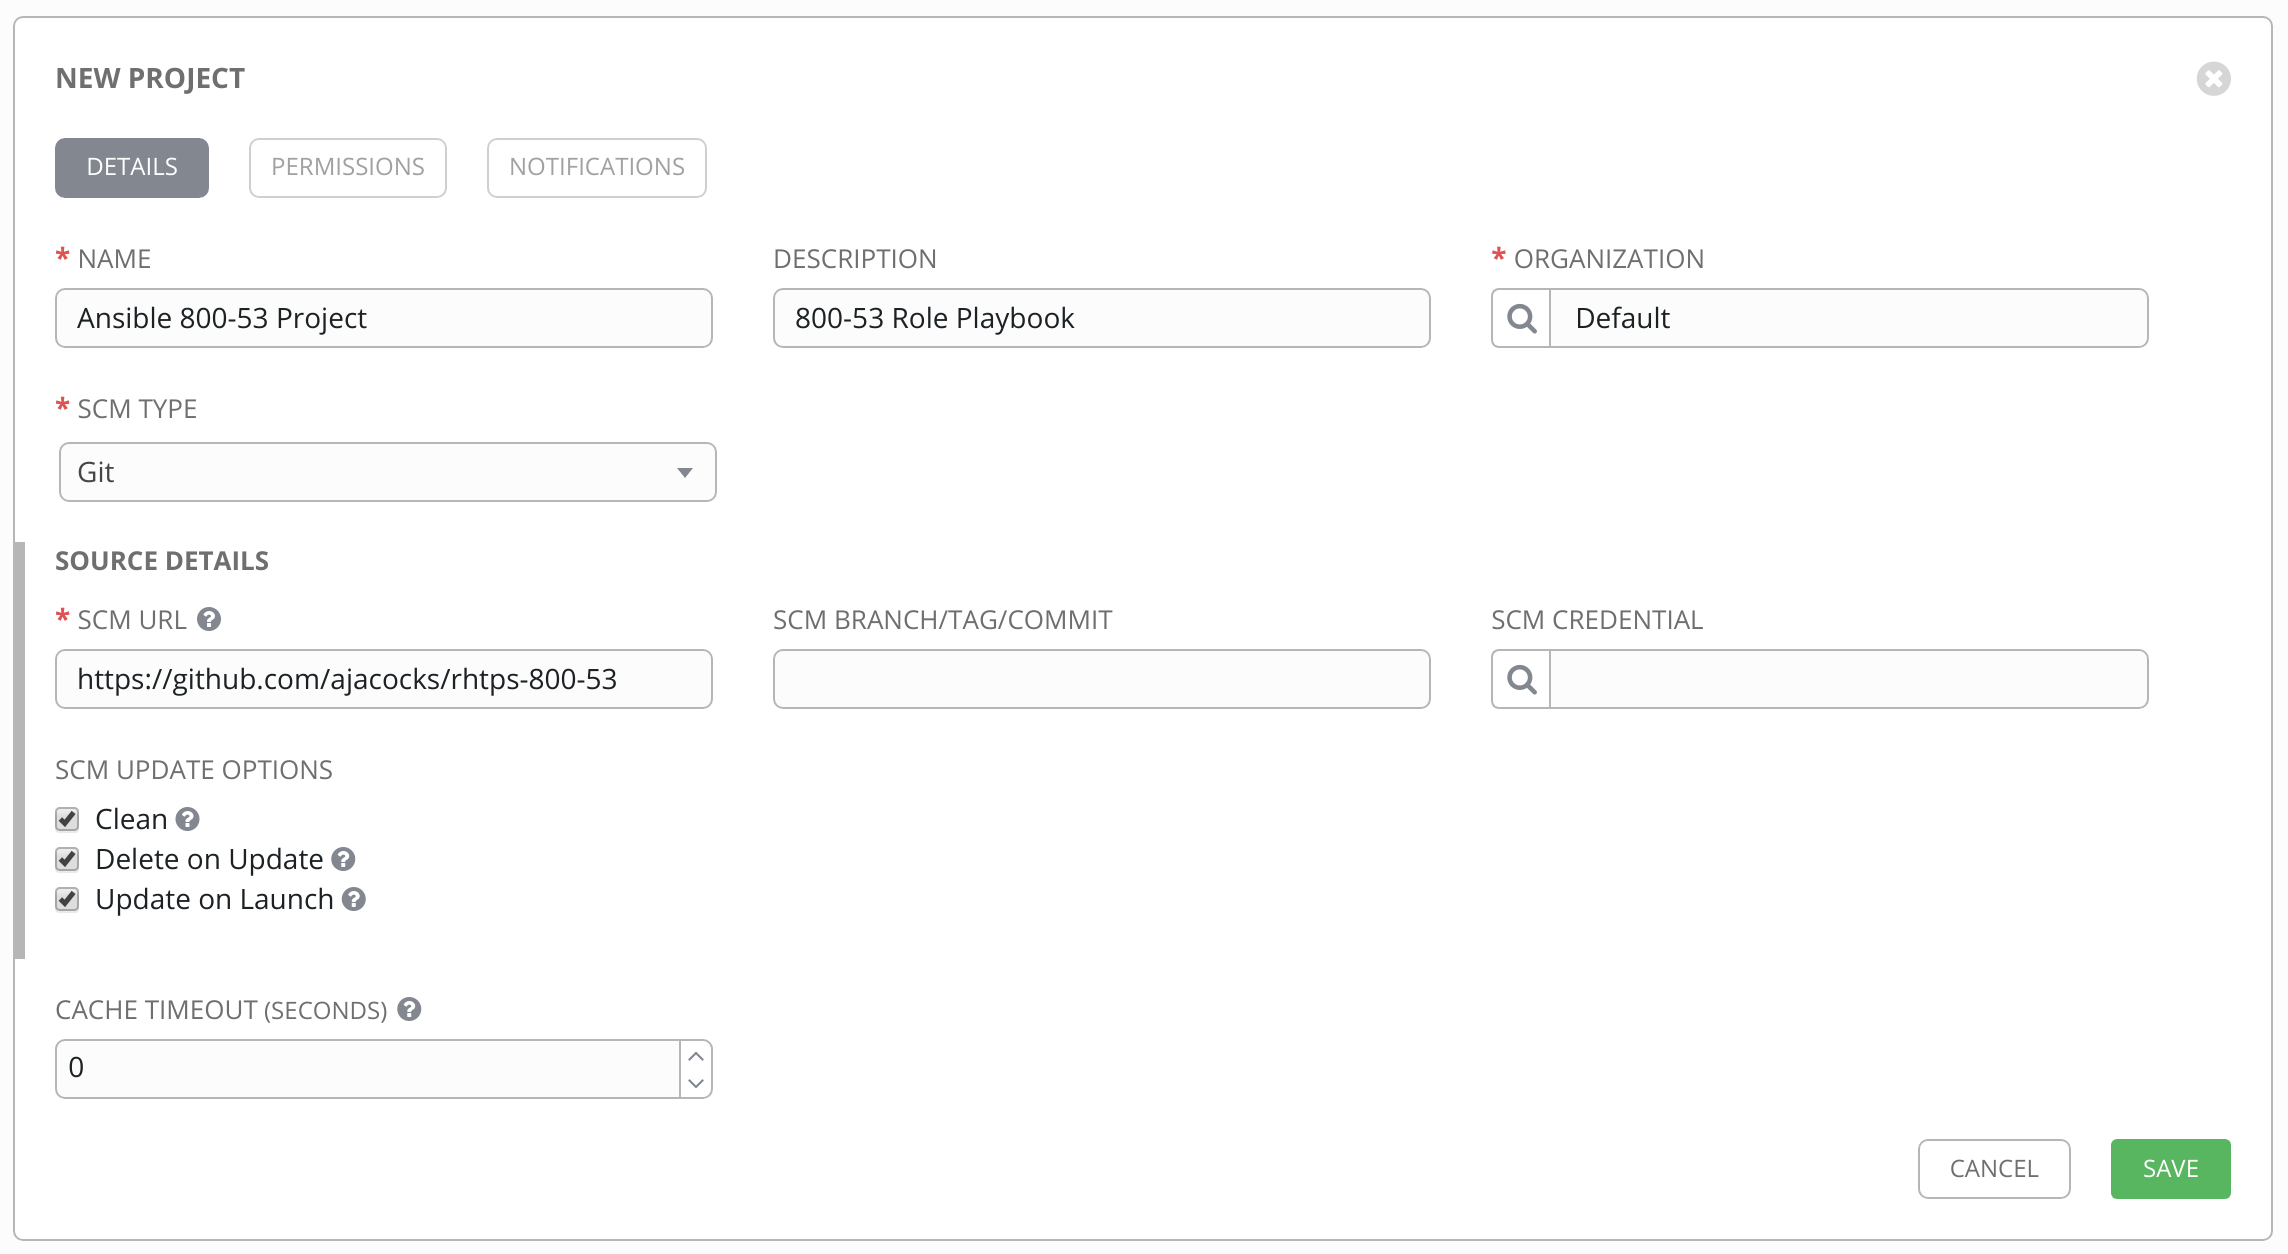 NEW PROJECT
DETAILS PERMISSIONS NOTIFICATIONS
* NAME DESCRIPTION * ORGANIZATION
Ansible 800-53 Project 800-53 Role Playbook Default
* SCM TYPE
Git
SOURCE DETAILS
* SCM URL ? SCM BRANCH/TAG/COMMIT SCM CREDENTIAL
https://github.com/ajacocks/rhtps-800-53
SCM UPDATE OPTIONS
Clean ?
Delete on Update ?
Update on Launch ?
CACHE TIMEOUT (SECONDS) ?
0
CANCEL SAVE